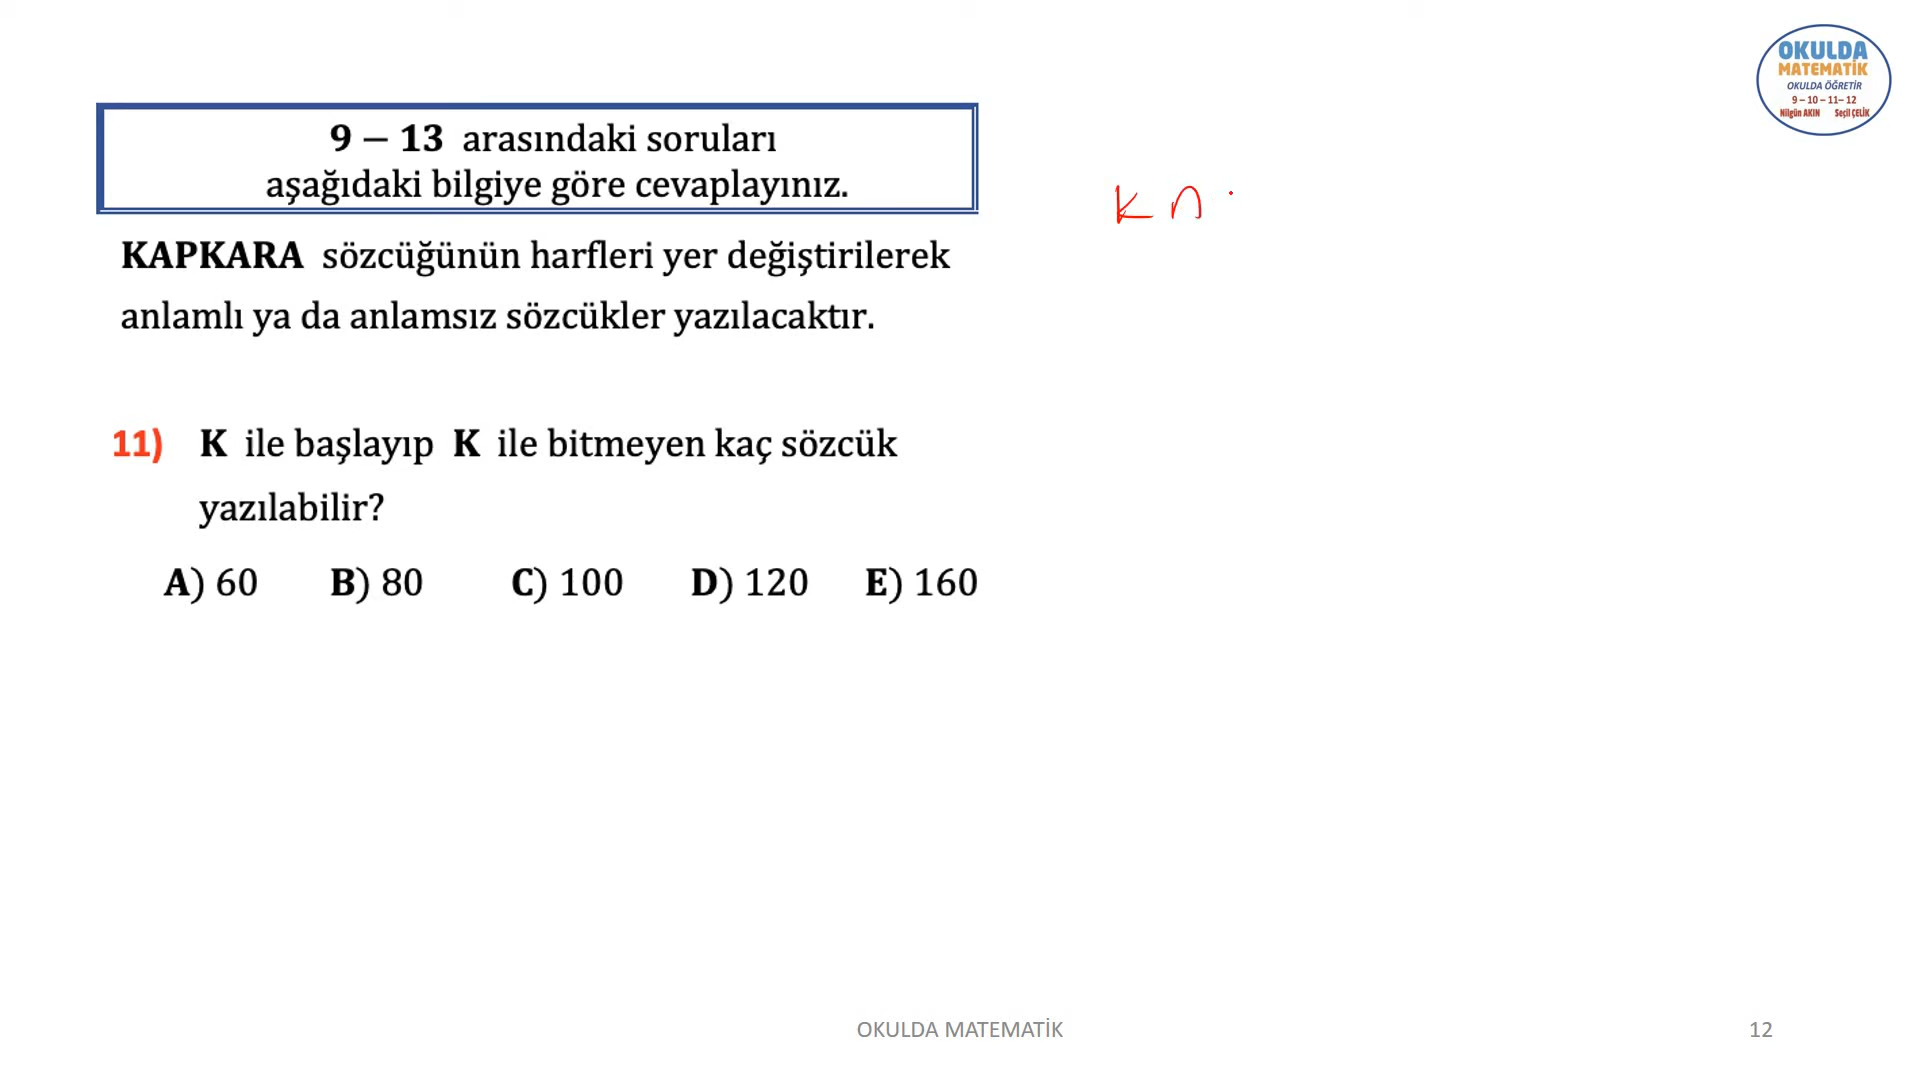 OKULDA
MATEMATİK
OKULDA ÖĞRETİR
9 – 10 – 11– 12
Nilgün AKIN Seçil ÇELİK
9 – 13 arasındaki soruları
aşağıdaki bilgiye göre cevaplayınız.
K
KAPKARA sözcüğünün harfleri yer değiştirilerek
anlamlı ya da anlamsız sözcükler yazılacaktır.
11) K ile başlayıp K ile bitmeyen kaç sözcük
yazılabilir?
A) 60 B) 80 C) 100 D) 120 E) 160
OKULDA MATEMATİK
12